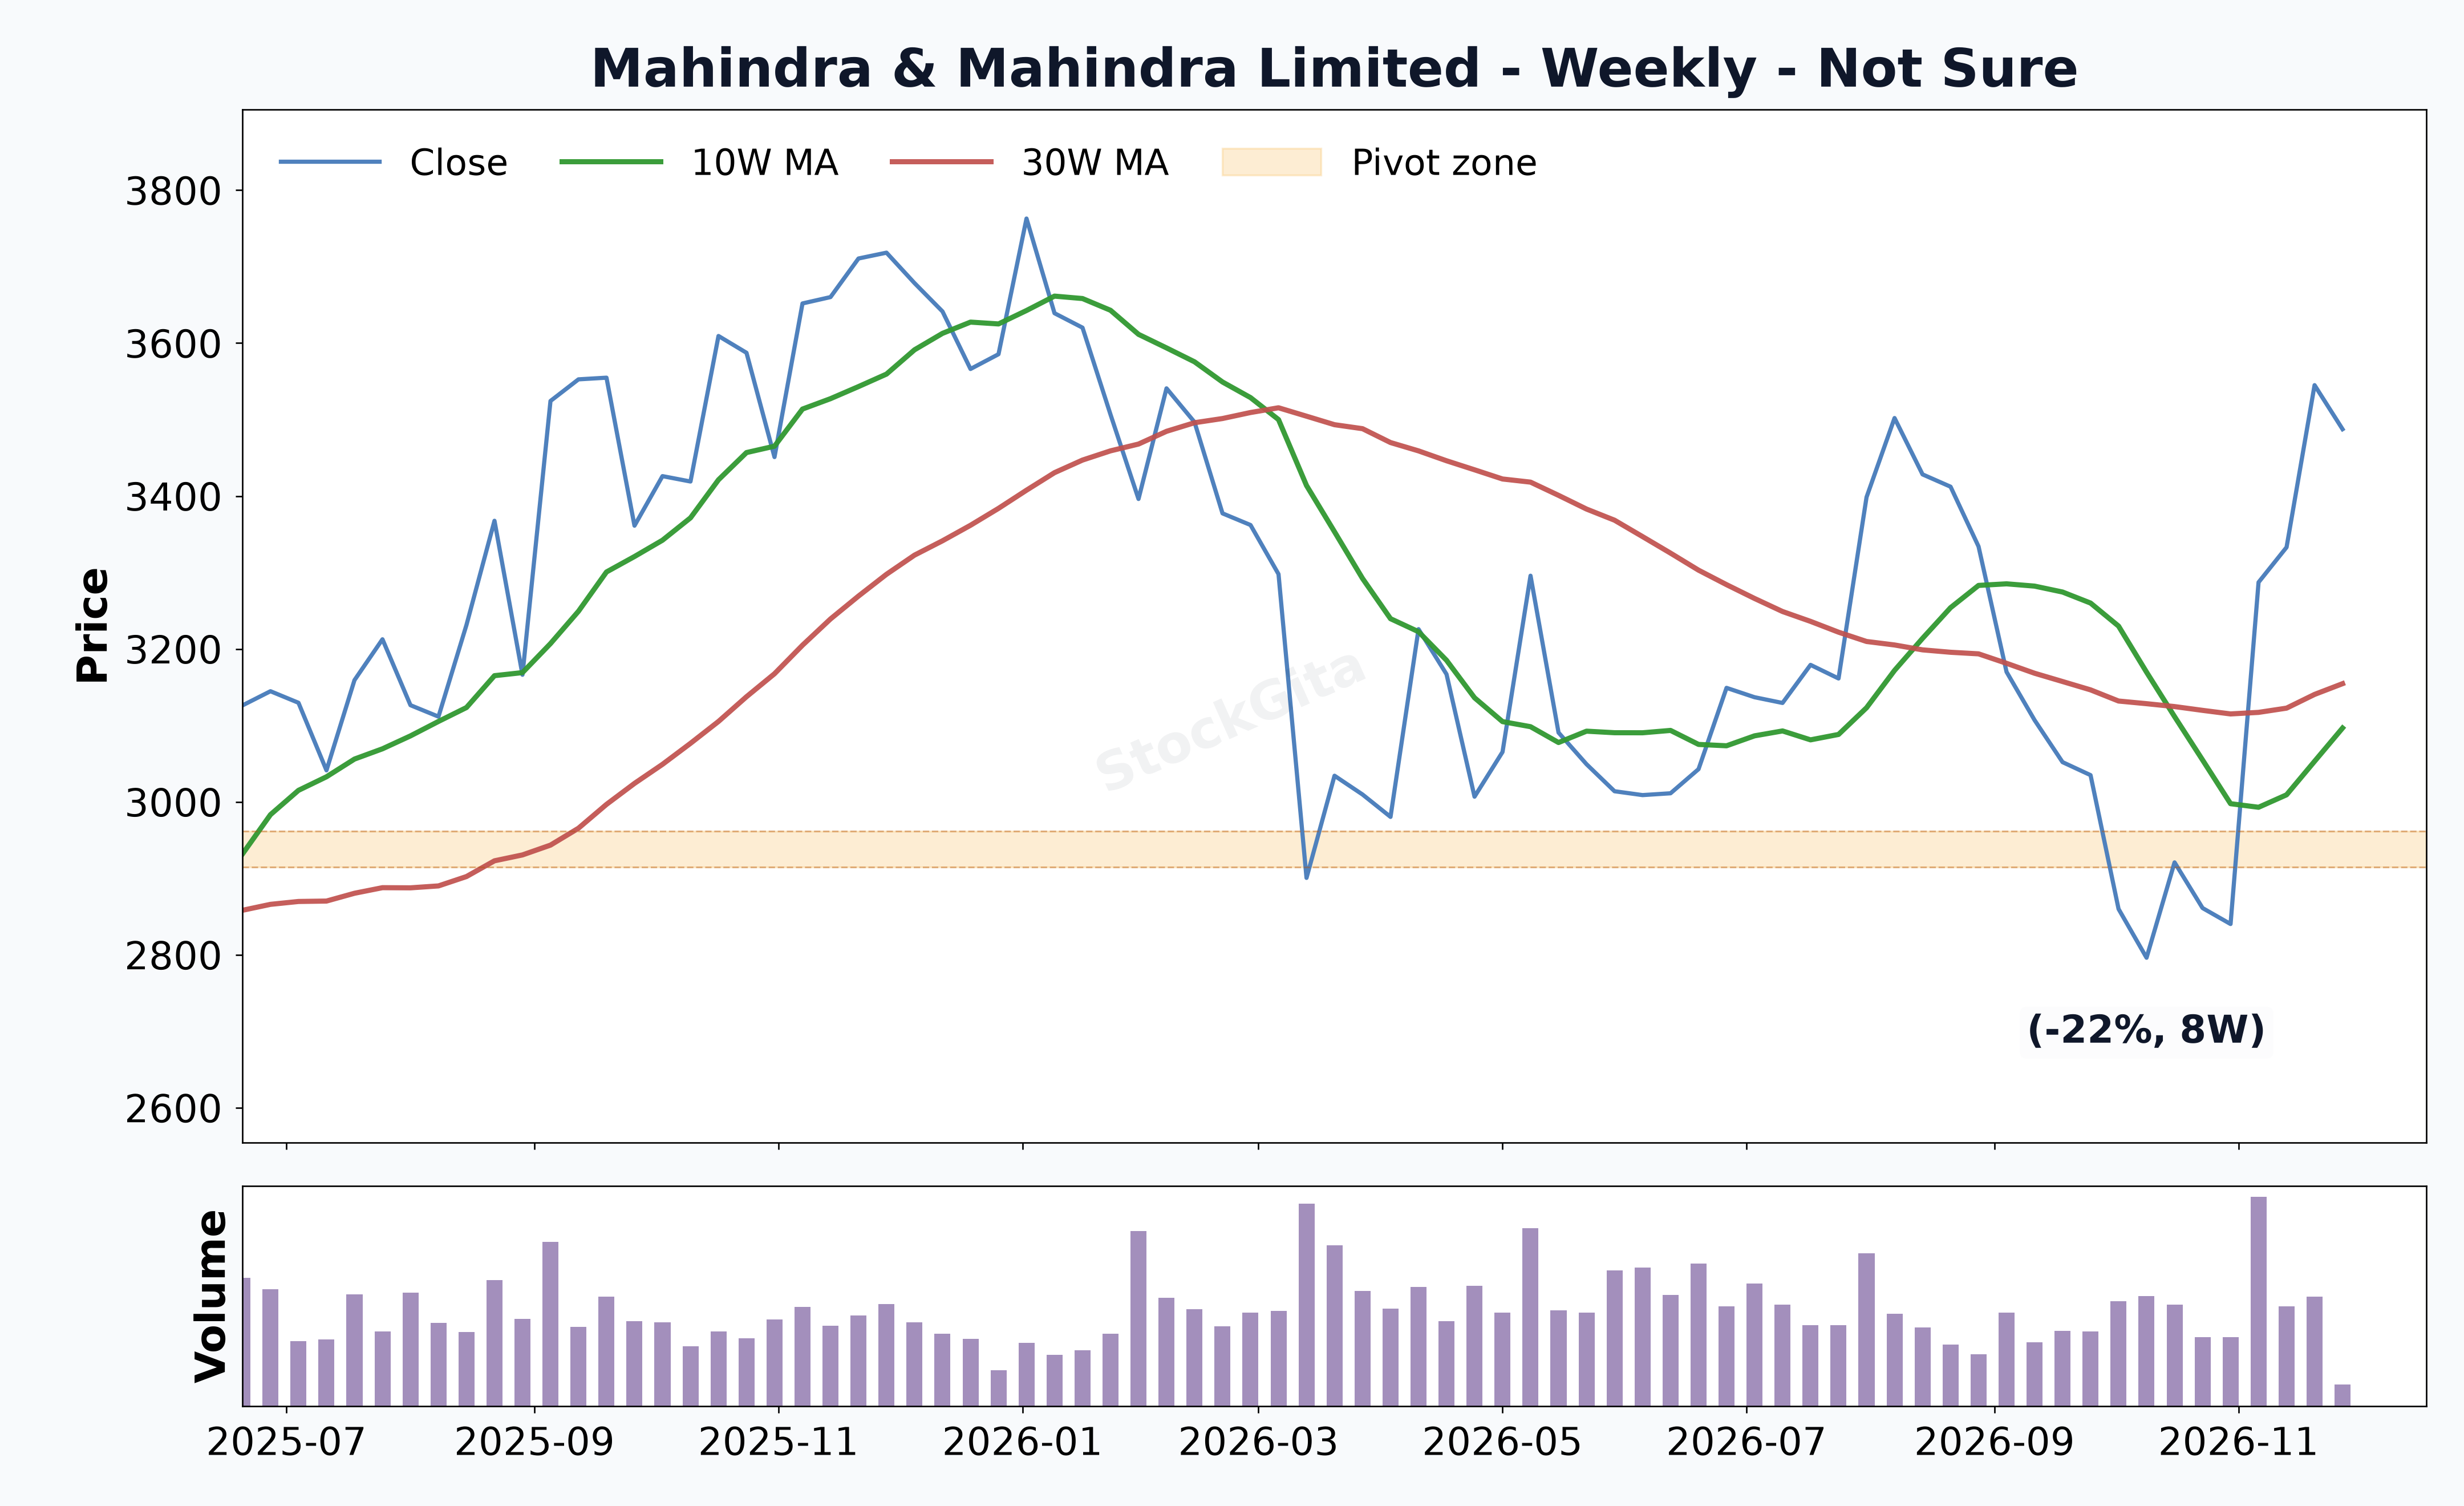 Mahindra & Mahindra Limited - Weekly - Not Sure
Close 10W MA 30W MA Pivot zone
3800
3600
3400
3200
3000
2800
2600
Price
StockGita
(-22%, 8W)
Volume
2025-07 2025-09 2025-11 2026-01 2026-03 2026-05 2026-07 2026-09 2026-11